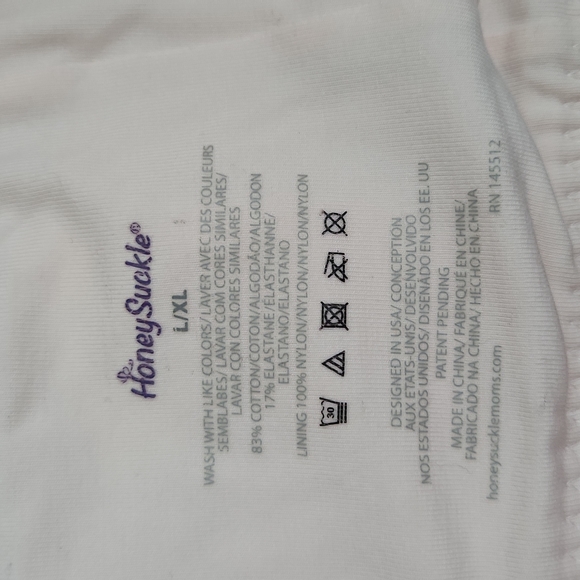 HoneySuckle®
L/XL
WASH WITH LIKE COLORS/ LAVER AVEC DES COULEURS
SEMBLABES/ LAVAR COM CORES SIMILARES/
LAVAR CON COLORES SIMILARES
83% COTTON/COTON/ALGODÃO/ALGODON
17% ELASTANE/ÉLASTHANNE/
ELASTANO/ELASTANO
LINING 100% NYLON/NYLON/NYLON/NYLON
30
DESIGNED IN USA/ CONCEPTION
AUX ETATS-UNIS/ DESENVOLVIDO
NOS ESTADOS UNIDOS/ DISEÑADO EN LOS EE. UU
PATENT PENDING
MADE IN CHINA/ FABRIQUÉ EN CHINE/
FABRICADO NA CHINA/ HECHO EN CHINA
honeysucklemoms.com RN 145512